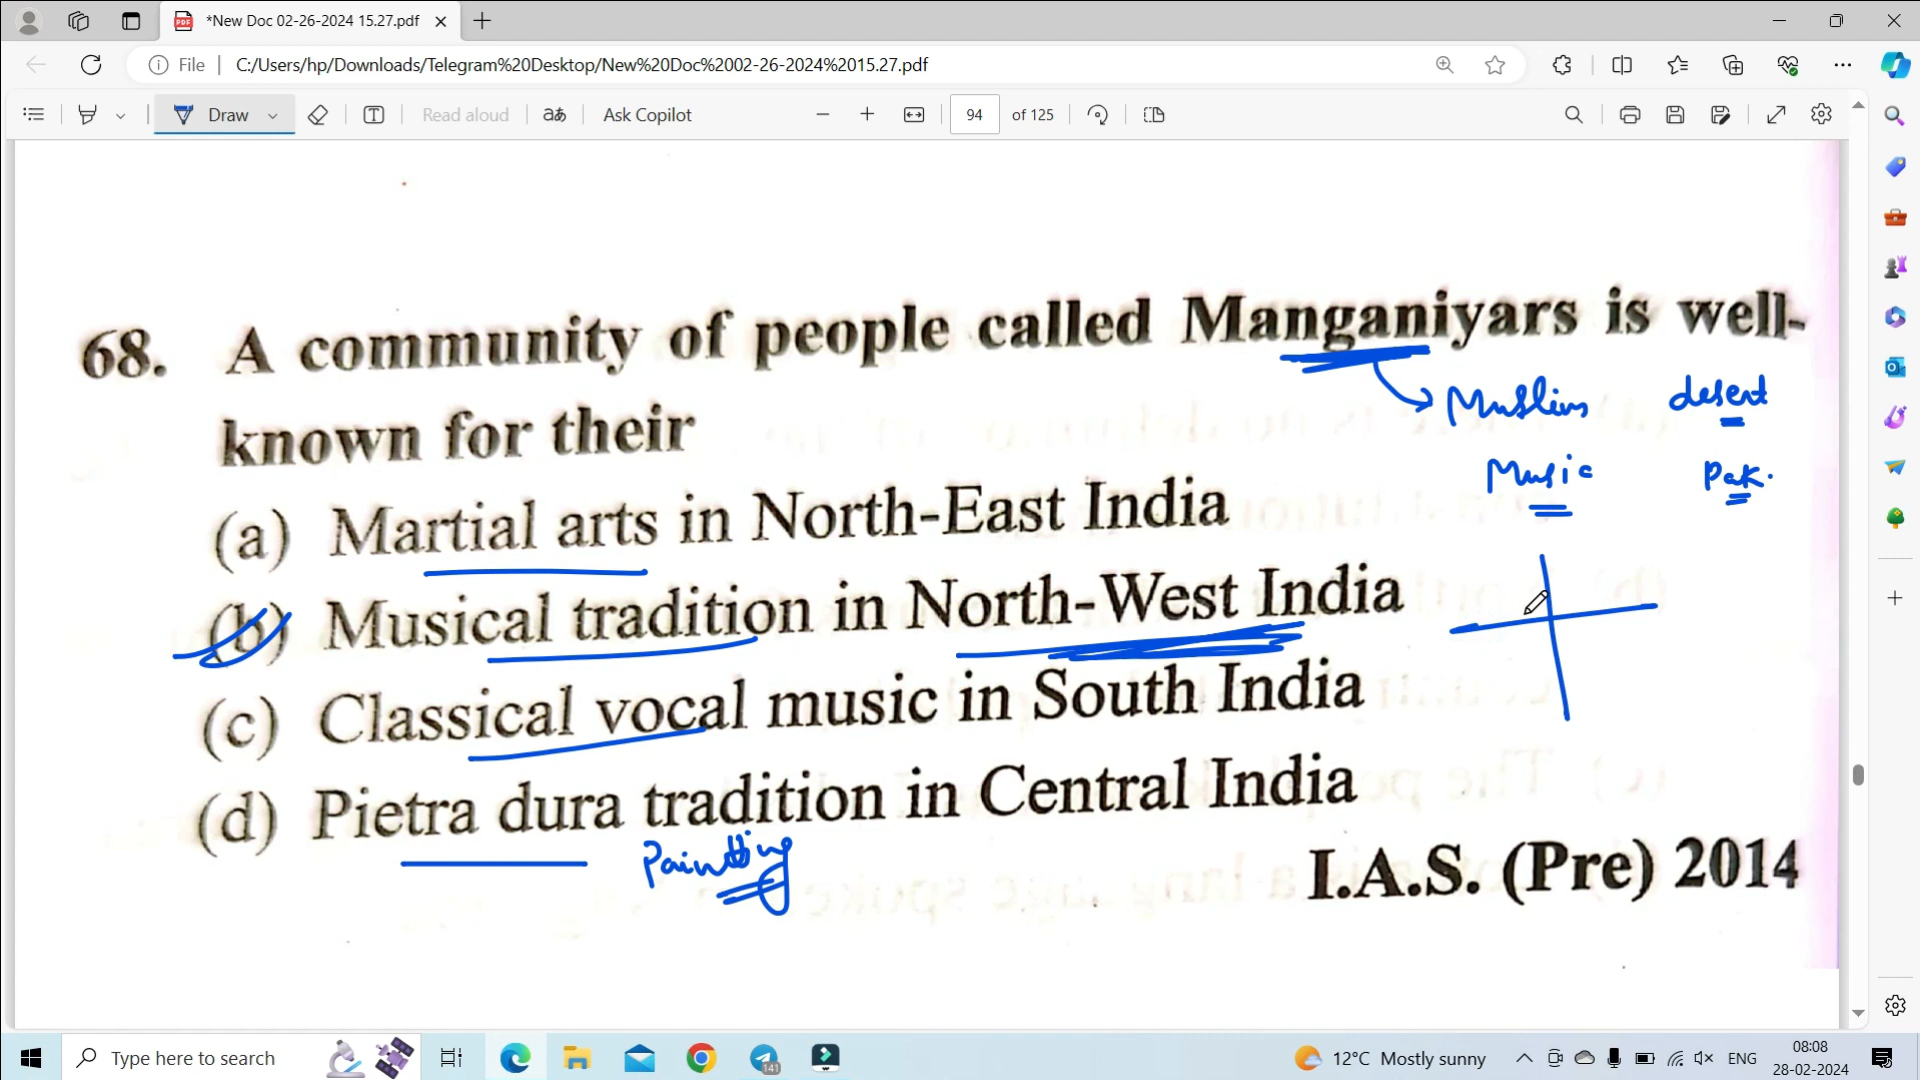 *New Doc 02-26-2024 15.27.pdf
File C:/Users/hp/Downloads/Telegram%20Desktop/New%20Doc%2002-26-2024%2015.27.pdf
Draw Read aloud aあ Ask Copilot 94 of 125
68. A community of people called Manganiyars is well-
known for their
Muslims desert
Music Pak.
(a) Martial arts in North-East India
(b) Musical tradition in North-West India
(c) Classical vocal music in South India
(d) Pietra dura tradition in Central India
Painting
I.A.S. (Pre) 2014
Type here to search
141
12°C Mostly sunny ENG 08:08
28-02-2024